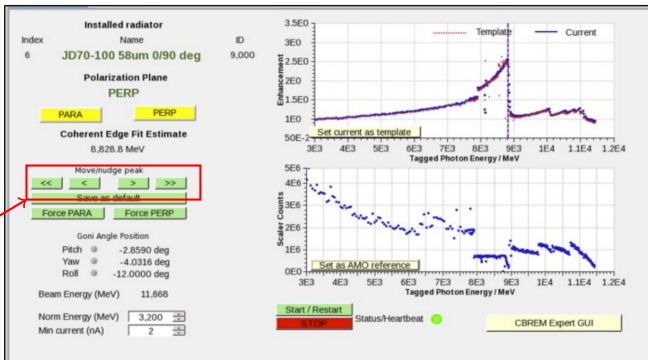 Installed radiator
Index Name ID
6 JD70-100 58um 0/90 deg 9,000
Polarization Plane
PERP
PARA PERP
Coherent Edge Fit Estimate
8,828.8 MeV
Move/nudge peak
<< < > >>
Save as default
Force PARA Force PERP
Goni Angle Position
Pitch -2.8590 deg
Yaw -4.0316 deg
Roll -12.0000 deg
Beam Energy (MeV) 11,668
Norm Energy (MeV) 3,200
Min current (nA) 2
Template Current
Enhancement
3.5E0
3E0
2.5E0
2E0
1.5E0
1E0
50E-2
Set current as template
3E3 4E3 5E3 6E3 7E3 8E3 9E3 1E4 1.1E4 1.2E4
Tagged Photon Energy / MeV
Scaler Counts
5E6
4E6
3E6
2E6
1E6
0E0
Set as AMO reference
3E3 4E3 5E3 6E3 7E3 8E3 9E3 1E4 1.1E4 1.2E4
Tagged Photon Energy / MeV
Start / Restart
STOP
Status/Heartbeat
CBREM Expert GUI